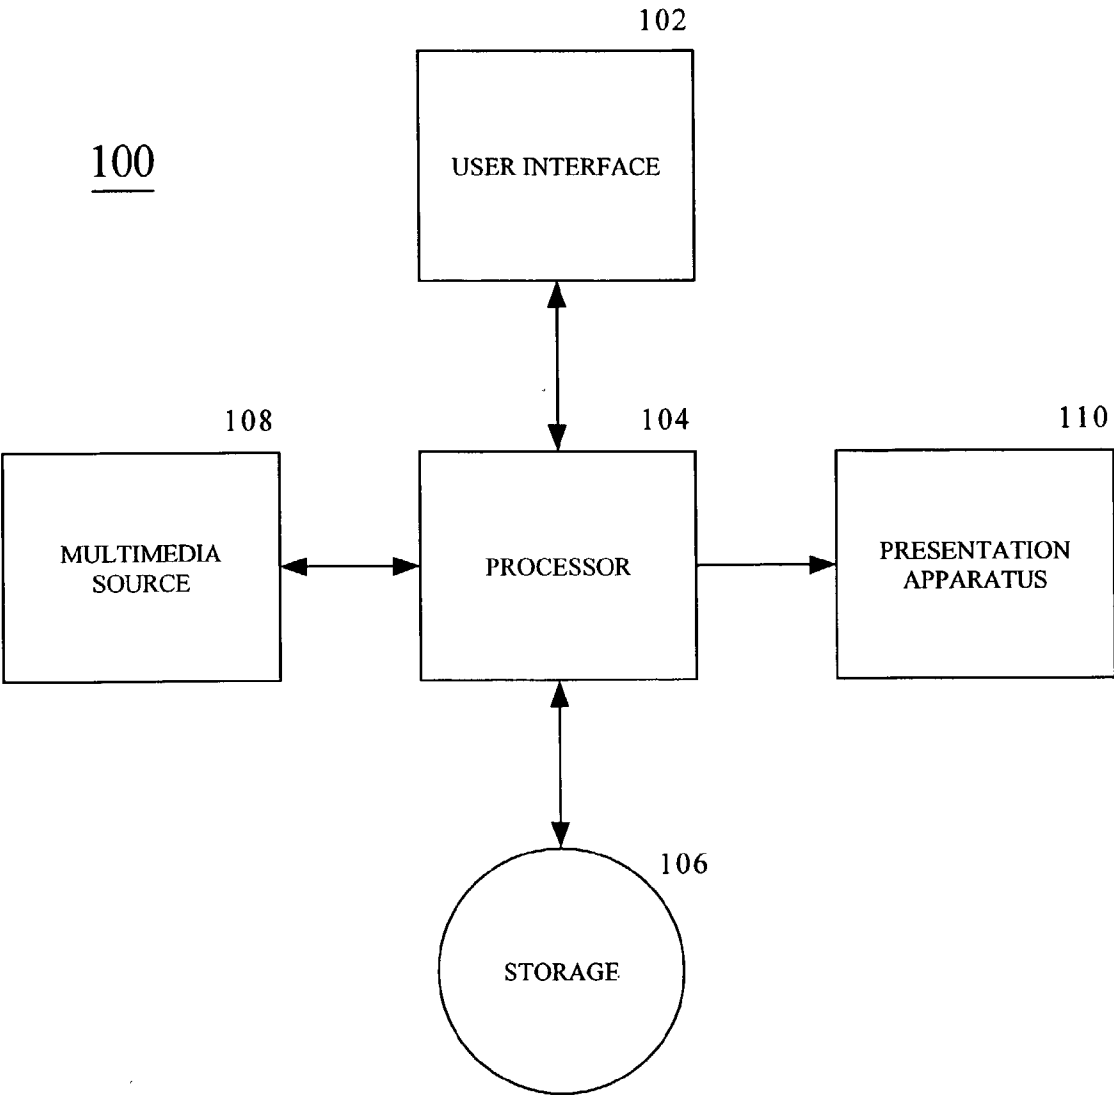 102
100
USER INTERFACE
108
104
110
MULTIMEDIA
SOURCE
PROCESSOR
PRESENTATION
APPARATUS
106
STORAGE